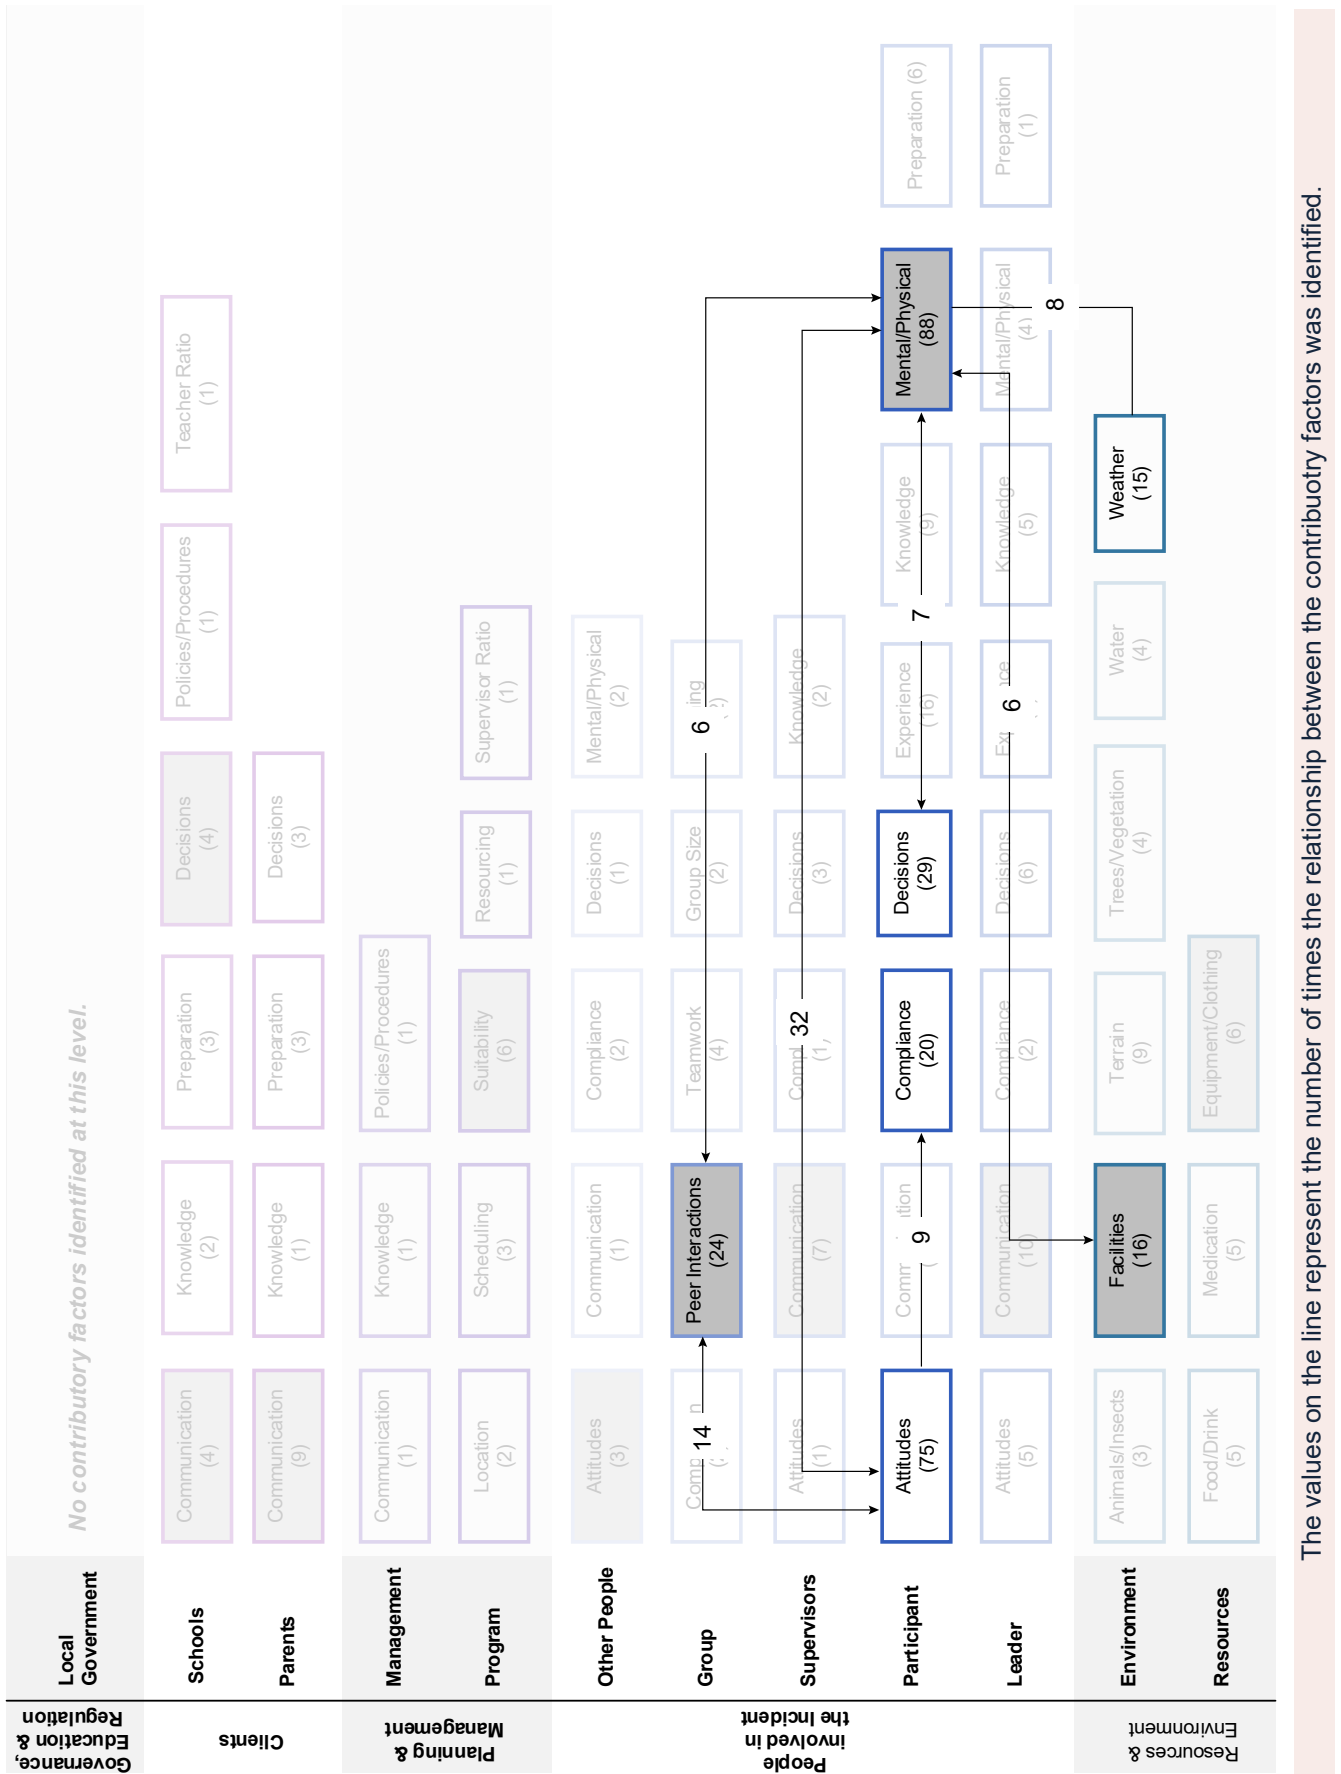 Governance,
Regulation
Education &
Local
Government
No contributory factors identified at this level.
Clients
Schools
Communication
(4)
Knowledge
(2)
Preparation
(3)
Decisions
(4)
Policies/Procedures
(1)
Teacher Ratio
(1)
Parents
Communication
(9)
Knowledge
(1)
Preparation
(3)
Decisions
(3)
Planning &
Management
Management
Communication
(1)
Knowledge
(1)
Policies/Procedures
(1)
Program
Location
(2)
Scheduling
(3)
Suitability
(6)
Resourcing
(1)
Supervisor Ratio
(1)
People
involved in
the Incident
Other People
Attitudes
(3)
Communication
(1)
Compliance
(2)
Decisions
(1)
Mental/Physical
(2)
Group
14
Peer Interactions
(24)
Teamwork
(4)
Group Size
(2)
6
Supervisors
Attitudes
(1)
Communication
(7)
32
Decisions
(3)
Knowledge
(2)
Participant
Attitudes
(75)
9
Compliance
(20)
Decisions
(29)
Experience
(16)
7
Knowledge
(9)
Mental/Physical
(88)
Preparation (6)
Leader
Attitudes
(5)
Communication
(10)
Compliance
(2)
Decisions
(6)
6
Knowledge
(5)
Mental/Physical
(4)
Preparation
(1)
8
Resources &
Environment
Environment
Animals/Insects
(3)
Facilities
(16)
Terrain
(9)
Trees/Vegetation
(4)
Water
(4)
Weather
(15)
Resources
Food/Drink
(5)
Medication
(5)
Equipment/Clothing
(6)
The values on the line represent the number of times the relationship between the contribuotry factors was identified.